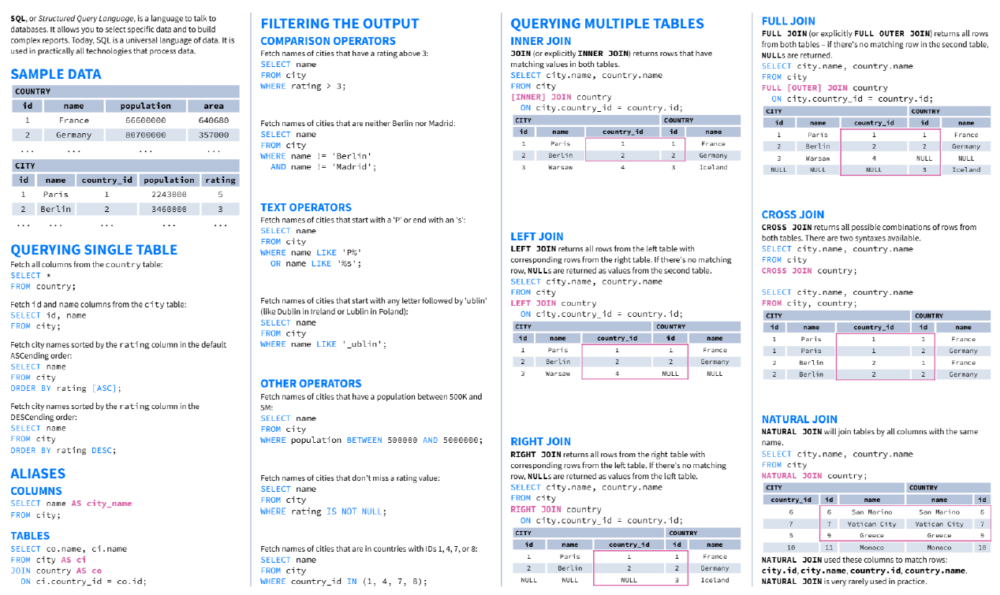 SQL, or Structured Query Language, is a language to talk to
databases. It allows you to select specific data and to build
complex reports. Today, SQL is a universal language of data. It is
used in practically all technologies that process data.
SAMPLE DATA
COUNTRY
id name population area
1 France 66600000 640680
2 Germany 80700000 357000
... ... ... ...
CITY
id name country_id population rating
1 Paris 1 2243000 5
2 Berlin 2 3460000 3
... ... ... ... ...
QUERYING SINGLE TABLE
Fetch all columns from the country table:
SELECT *
FROM country;
Fetch id and name columns from the city table:
SELECT id, name
FROM city;
Fetch city names sorted by the rating column in the default
ASCending order:
SELECT name
FROM city
ORDER BY rating [ASC];
Fetch city names sorted by the rating column in the
DESCending order:
SELECT name
FROM city
ORDER BY rating DESC;
ALIASES
COLUMNS
SELECT name AS city_name
FROM city;
TABLES
SELECT co.name, ci.name
FROM city AS ci
JOIN country AS co
ON ci.country_id = co.id;
FILTERING THE OUTPUT
COMPARISON OPERATORS
Fetch names of cities that have a rating above 3:
SELECT name
FROM city
WHERE rating > 3;
Fetch names of cities that are neither Berlin nor Madrid:
SELECT name
FROM city
WHERE name != 'Berlin'
AND name != 'Madrid';
TEXT OPERATORS
Fetch names of cities that start with a 'P' or end with an 's':
SELECT name
FROM city
WHERE name LIKE 'P%'
OR name LIKE '%s';
Fetch names of cities that start with any letter followed by 'ublin'
(like Dublin in Ireland or Lublin in Poland):
SELECT name
FROM city
WHERE name LIKE '_ublin';
OTHER OPERATORS
Fetch names of cities that have a population between 500K and
5M:
SELECT name
FROM city
WHERE population BETWEEN 500000 AND 5000000;
Fetch names of cities that don't miss a rating value:
SELECT name
FROM city
WHERE rating IS NOT NULL;
Fetch names of cities that are in countries with IDs 1, 4, 7, or 8:
SELECT name
FROM city
WHERE country_id IN (1, 4, 7, 8);
QUERYING MULTIPLE TABLES
INNER JOIN
JOIN (or explicitly INNER JOIN) returns rows that have
matching values in both tables.
SELECT city.name, country.name
FROM city
[INNER] JOIN country
ON city.country_id = country.id;
CITY COUNTRY
id name country_id id name
1 Paris 1 1 France
2 Berlin 2 2 Germany
3 Warsaw 4 3 Iceland
LEFT JOIN
LEFT JOIN returns all rows from the left table with
corresponding rows from the right table. If there's no matching
row, NULLs are returned as values from the second table.
SELECT city.name, country.name
FROM city
LEFT JOIN country
ON city.country_id = country.id;
CITY COUNTRY
id name country_id id name
1 Paris 1 1 France
2 Berlin 2 2 Germany
3 Warsaw 4 NULL NULL
RIGHT JOIN
RIGHT JOIN returns all rows from the right table with
corresponding rows from the left table. If there's no matching
row, NULLs are returned as values from the left table.
SELECT city.name, country.name
FROM city
RIGHT JOIN country
ON city.country_id = country.id;
CITY COUNTRY
id name country_id id name
1 Paris 1 1 France
2 Berlin 2 2 Germany
NULL NULL NULL 3 Iceland
FULL JOIN
FULL JOIN (or explicitly FULL OUTER JOIN) returns all rows
from both tables – if there's no matching row in the second table,
NULLs are returned.
SELECT city.name, country.name
FROM city
FULL [OUTER] JOIN country
ON city.country_id = country.id;
CITY COUNTRY
id name country_id id name
1 Paris 1 1 France
2 Berlin 2 2 Germany
3 Warsaw 4 NULL NULL
NULL NULL NULL 3 Iceland
CROSS JOIN
CROSS JOIN returns all possible combinations of rows from
both tables. There are two syntaxes available.
SELECT city.name, country.name
FROM city
CROSS JOIN country;
SELECT city.name, country.name
FROM city, country;
CITY COUNTRY
id name country_id id name
1 Paris 1 1 France
1 Paris 1 2 Germany
2 Berlin 2 1 France
2 Berlin 2 2 Germany
NATURAL JOIN
NATURAL JOIN will join tables by all columns with the same
name.
SELECT city.name, country.name
FROM city
NATURAL JOIN country;
CITY COUNTRY
country_id id name name id
6 6 San Marino San Marino 6
7 7 Vatican City Vatican City 7
5 9 Greece Greece 9
10 11 Monaco Monaco 10
NATURAL JOIN used these columns to match rows:
city.id, city.name, country.id, country.name.
NATURAL JOIN is very rarely used in practice.